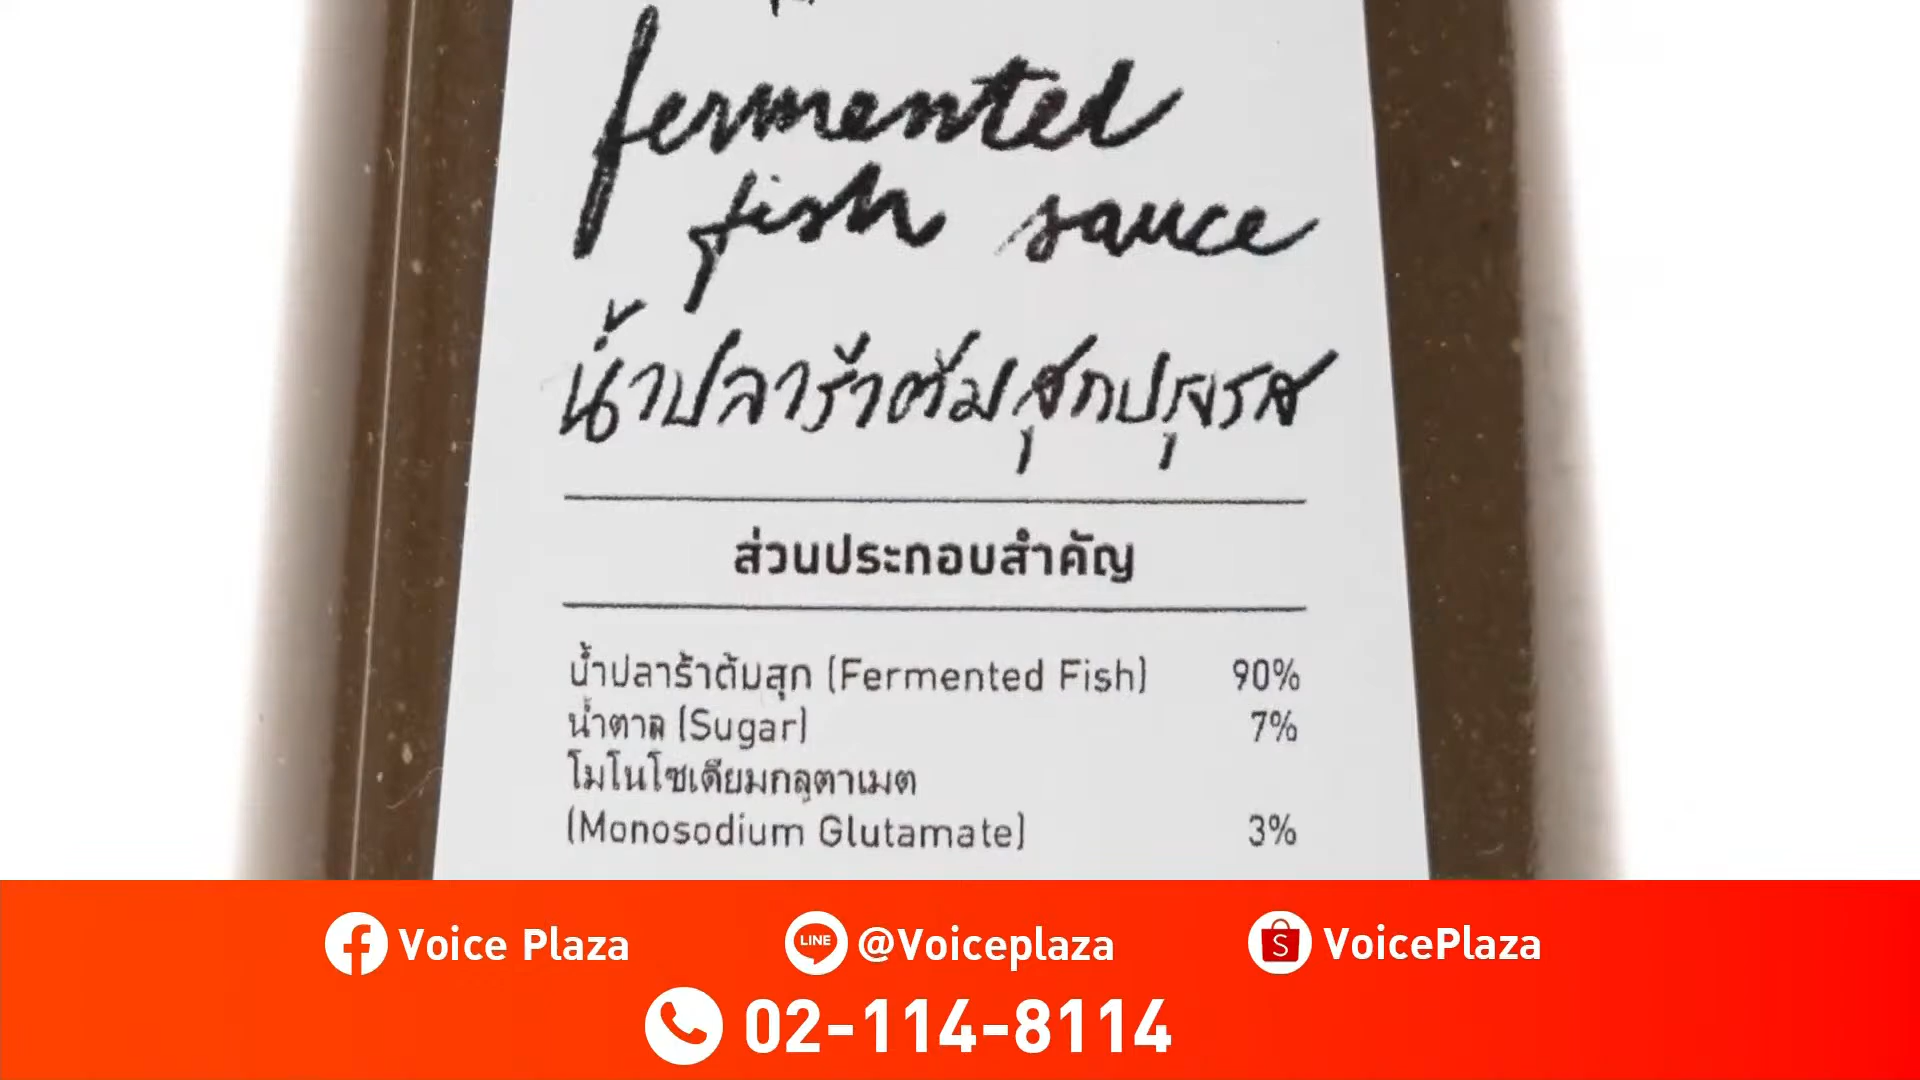 fermented
fish sauce
น้ำปลาร้าต้มสุกปรุงรส
ส่วนประกอบสำคัญ
น้ำปลาร้าต้มสุก (Fermented Fish) 90%
น้ำตาล (Sugar) 7%
โมโนโซเดียมกลูตาเมต
(Monosodium Glutamate) 3%
Voice Plaza
LINE @Voiceplaza
S VoicePlaza
02-114-8114